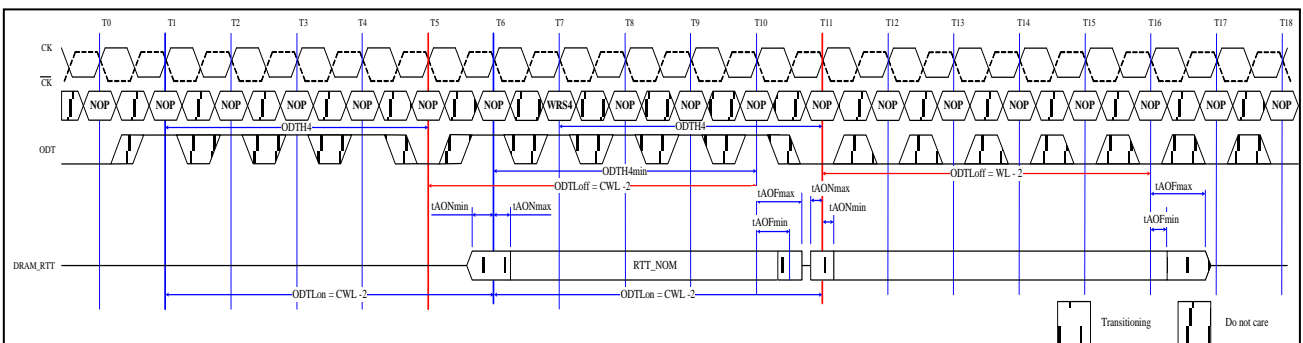 T0 T1 T2 T3 T4 T5 T6 T7 T8 T9 T10 T11 T12 T13 T14 T15 T16 T17 T18
CK
CK
NOP NOP NOP NOP NOP NOP NOP WRS4 NOP NOP NOP NOP NOP NOP NOP NOP NOP NOP NOP
ODTH4 ODTH4
ODT
ODTH4min ODTLoff = WL - 2
ODTLoff = CWL -2 tAOFmax tAONmax tAOFmax
tAONmin tAONmax tAONmin
tAOFmin tAOFmin
DRAM_RTT RTT_NOM
ODTLon = CWL -2 ODTLon = CWL -2
Transitioning Do not care